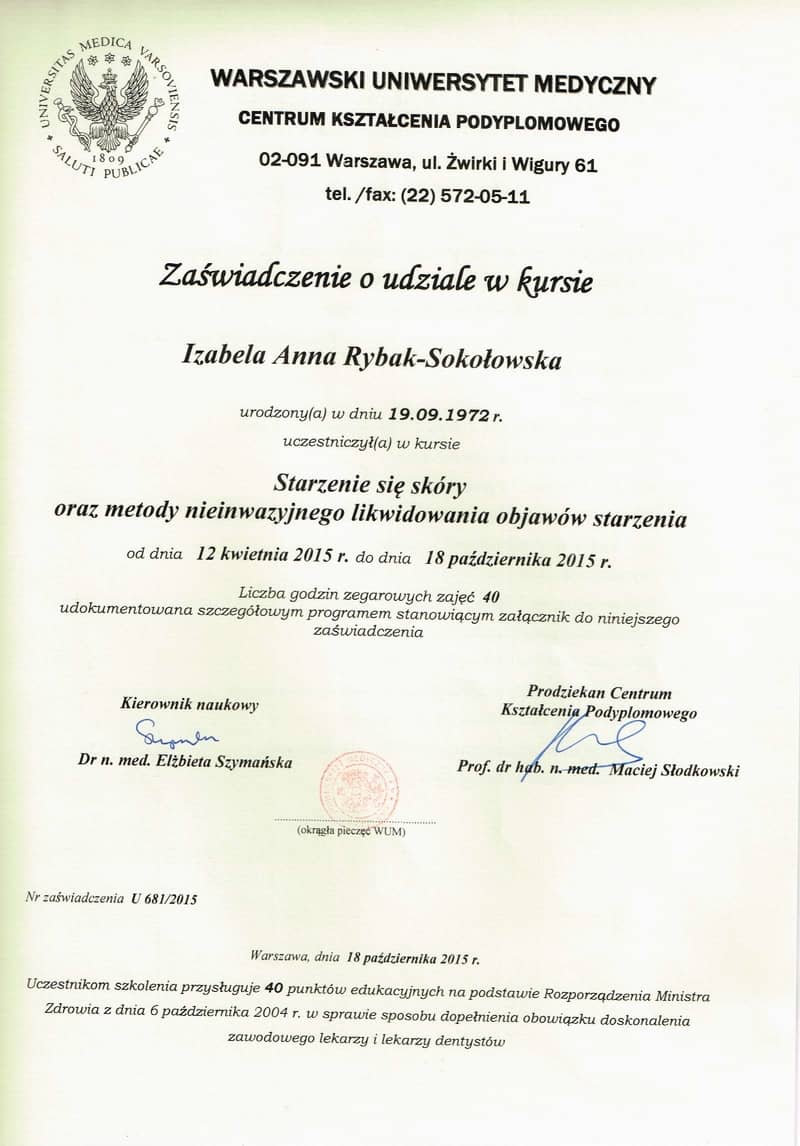 UNIVERSITAS MEDICA VARSOVIENSIS
1809
SALUTI PUBLICAE
WARSZAWSKI UNIWERSYTET MEDYCZNY
CENTRUM KSZTAŁCENIA PODYPLOMOWEGO
02-091 Warszawa, ul. Żwirki i Wigury 61
tel. /fax: (22) 572-05-11
Zaświadczenie o udziale w kursie
Izabela Anna Rybak-Sokołowska
urodzony(a) w dniu 19.09.1972 r.
uczestniczył(a) w kursie
Starzenie się skóry
oraz metody nieinwazyjnego likwidowania objawów starzenia
od dnia 12 kwietnia 2015 r. do dnia 18 października 2015 r.
Liczba godzin zegarowych zajęć 40
udokumentowana szczegółowym programem stanowiącym załącznik do niniejszego
zaświadczenia
Kierownik naukowy
Dr n. med. Elżbieta Szymańska
Prodziekan Centrum
Kształcenia Podyplomowego
Prof. dr hab. n. med. Maciej Słodkowski
(okrągła pieczęć WUM)
Nr zaświadczenia U 681/2015
Warszawa, dnia 18 października 2015 r.
Uczestnikom szkolenia przysługuje 40 punktów edukacyjnych na podstawie Rozporządzenia Ministra
Zdrowia z dnia 6 października 2004 r. w sprawie sposobu dopełnienia obowiązku doskonalenia
zawodowego lekarzy i lekarzy dentystów